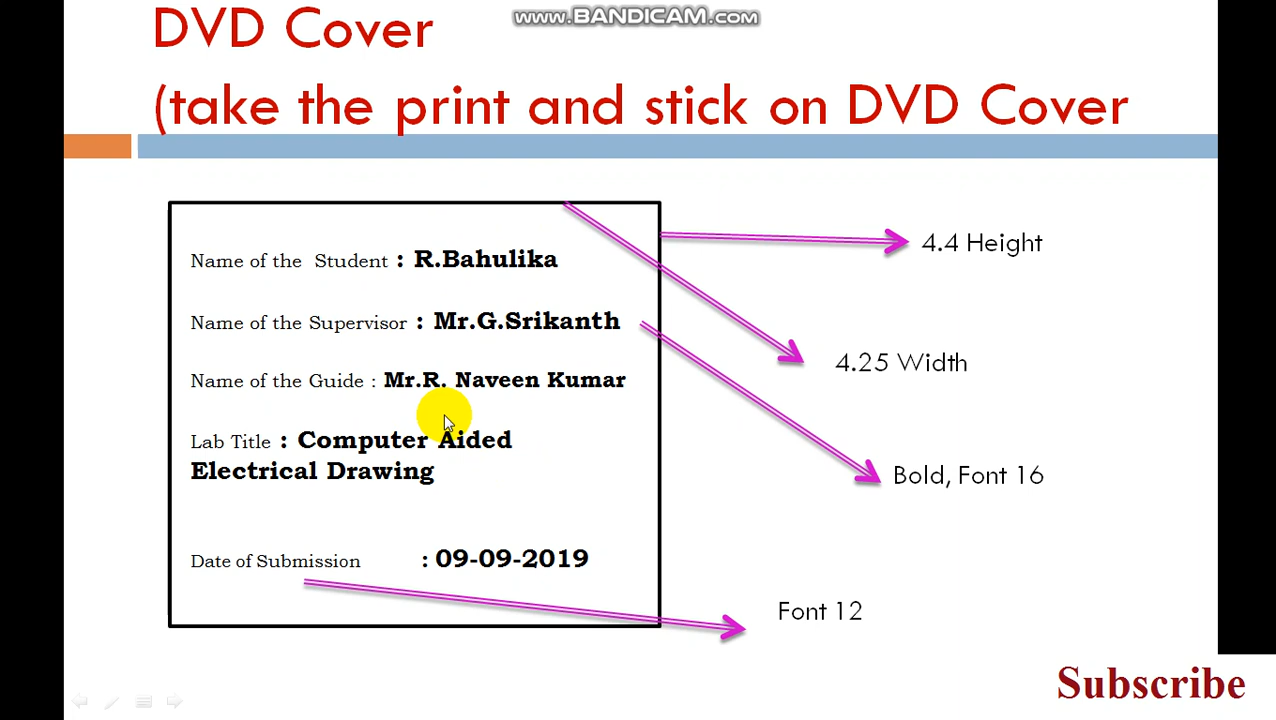 www.BANDICAM.com
DVD Cover
(take the print and stick on DVD Cover
Name of the Student : R.Bahulika
Name of the Supervisor : Mr.G.Srikanth
Name of the Guide : Mr.R. Naveen Kumar
Lab Title : Computer Aided
Electrical Drawing
Date of Submission : 09-09-2019
4.4 Height
4.25 Width
Bold, Font 16
Font 12
Subscribe